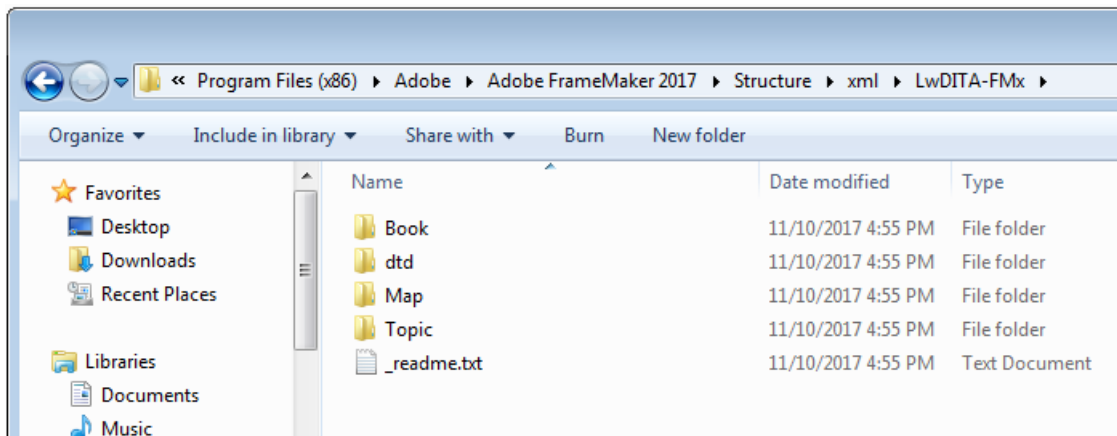 « Program Files (x86) ▸ Adobe ▸ Adobe FrameMaker 2017 ▸ Structure ▸ xml ▸ LwDITA-FMx ▸
Organize ▾ Include in library ▾ Share with ▾ Burn New folder
Favorites
Desktop
Downloads
Recent Places
Libraries
Documents
Music
Name Date modified Type
Book 11/10/2017 4:55 PM File folder
dtd 11/10/2017 4:55 PM File folder
Map 11/10/2017 4:55 PM File folder
Topic 11/10/2017 4:55 PM File folder
_readme.txt 11/10/2017 4:55 PM Text Document